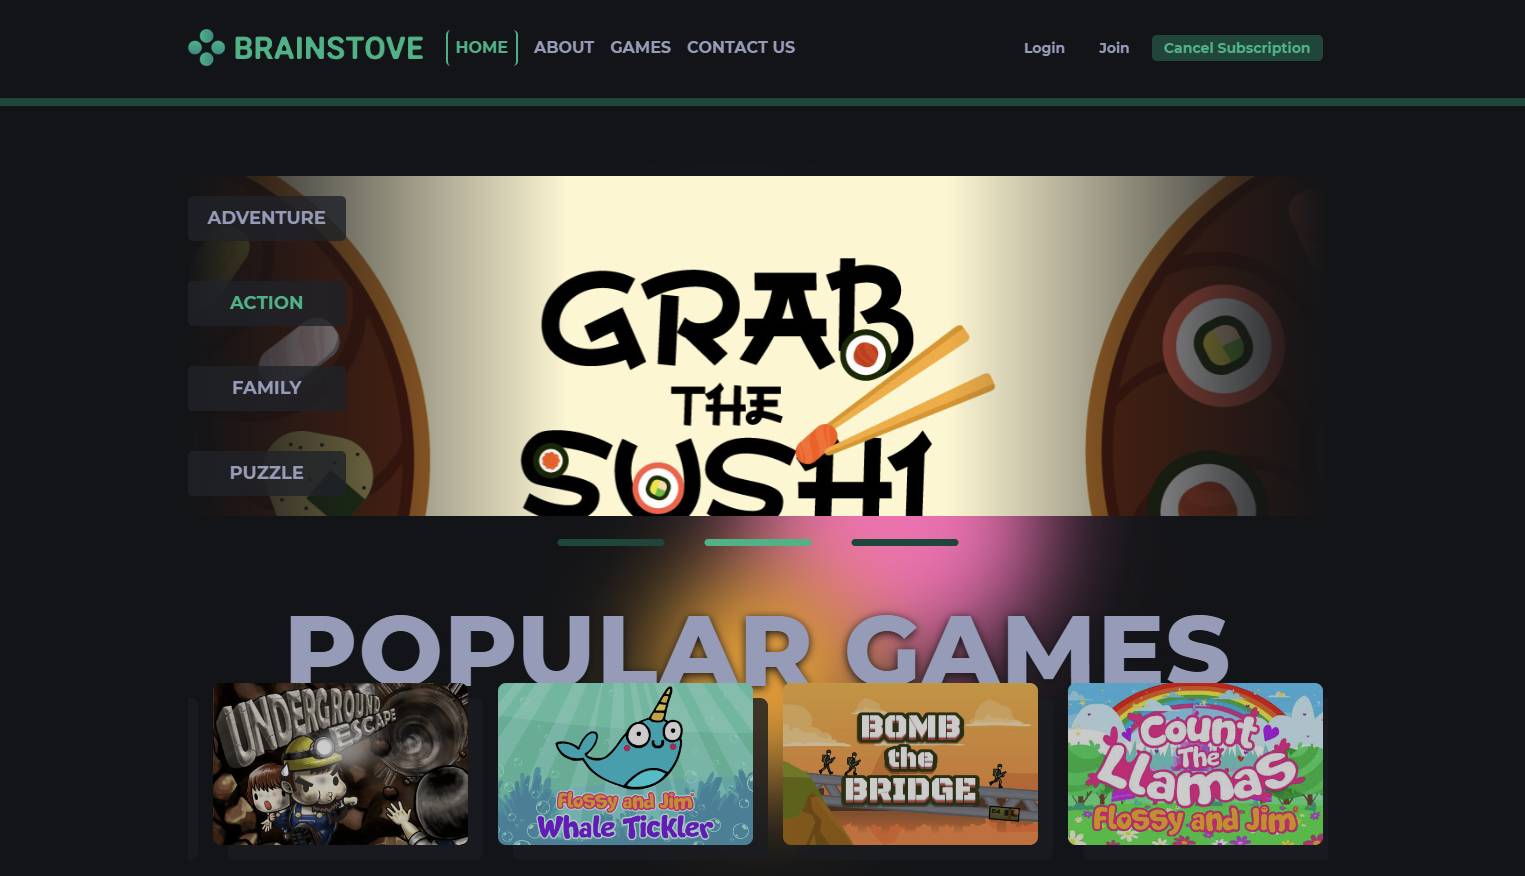 BRAINSTOVE HOME ABOUT GAMES CONTACT US Login Join Cancel Subscription
ADVENTURE
ACTION
FAMILY
PUZZLE
GRAB
THE
SUSHI
POPULAR GAMES
UNDERGROUND
ESCAPE
Flossy and Jim
Whale Tickler
BOMB
the
BRIDGE
Count
The
Llamas
Flossy and Jim